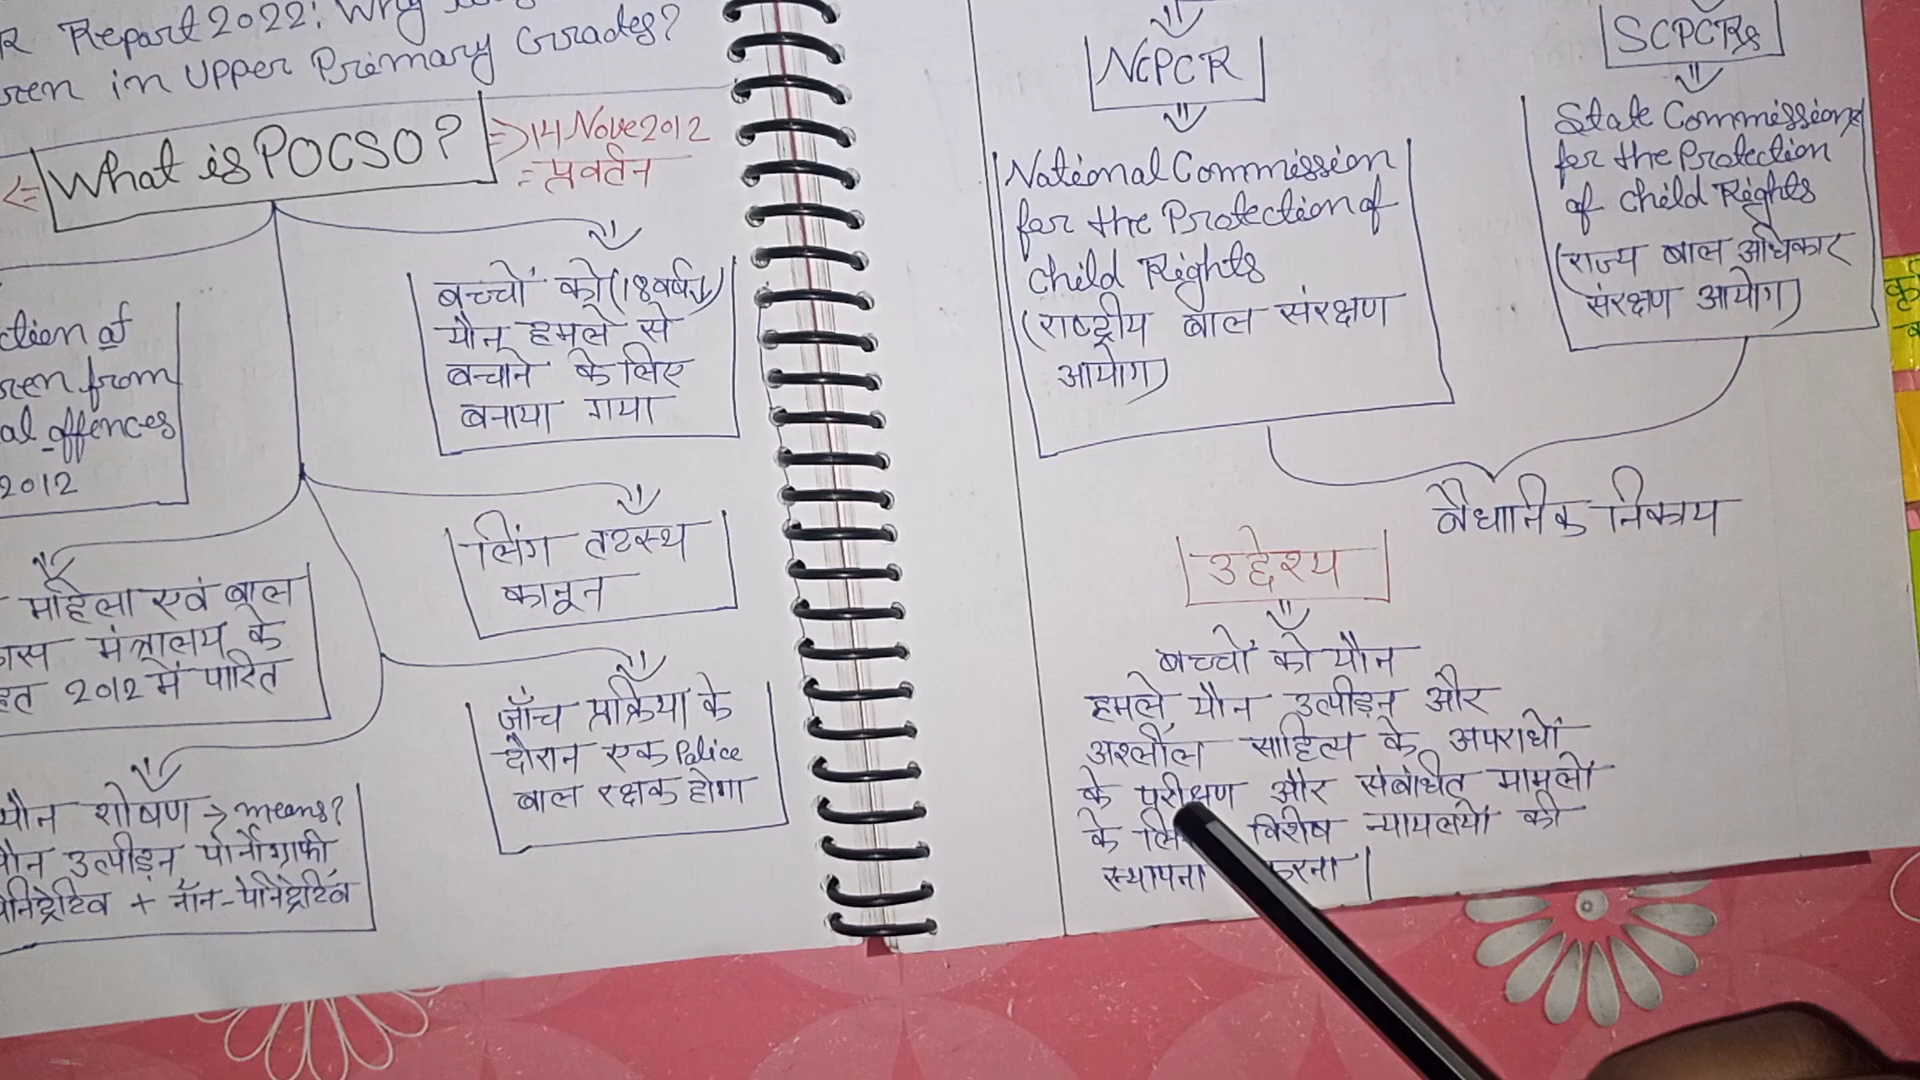 R Report 2022: Why
in Upper Primary Grades?
What is POCSO?
⇒ 14 Nove 2012
= प्रवर्तन
ction of
ren from
al offences
2012
बच्चों को (18 वर्ष)
यौन हमले से
बचाने के लिए
बनाया गया
महिला एवं बाल
मंत्रालय के
2012 में पारित
लिंग तटस्थ
कानून
जाँच प्रक्रिया के
दौरान एक Police
बाल रक्षक होगा
यौन शोषण → means?
यौन उत्पीड़न पोर्नोग्राफी
+ नॉन-पेनिट्रेटिव
NCPCR
National Commission
for the Protection of
Child Rights
(राष्ट्रीय बाल संरक्षण
आयोग)
SCPCRs
State Commissions
for the Protection
of Child Rights
(राज्य बाल अधिकार
संरक्षण आयोग)
वैधानिक निकाय
उद्देश्य
बच्चों को यौन
हमले, यौन उत्पीड़न और
अश्लील साहित्य के अपराधों
के परीक्षण और संबंधित मामलों
के विशेष न्यायलयों की
स्थापना